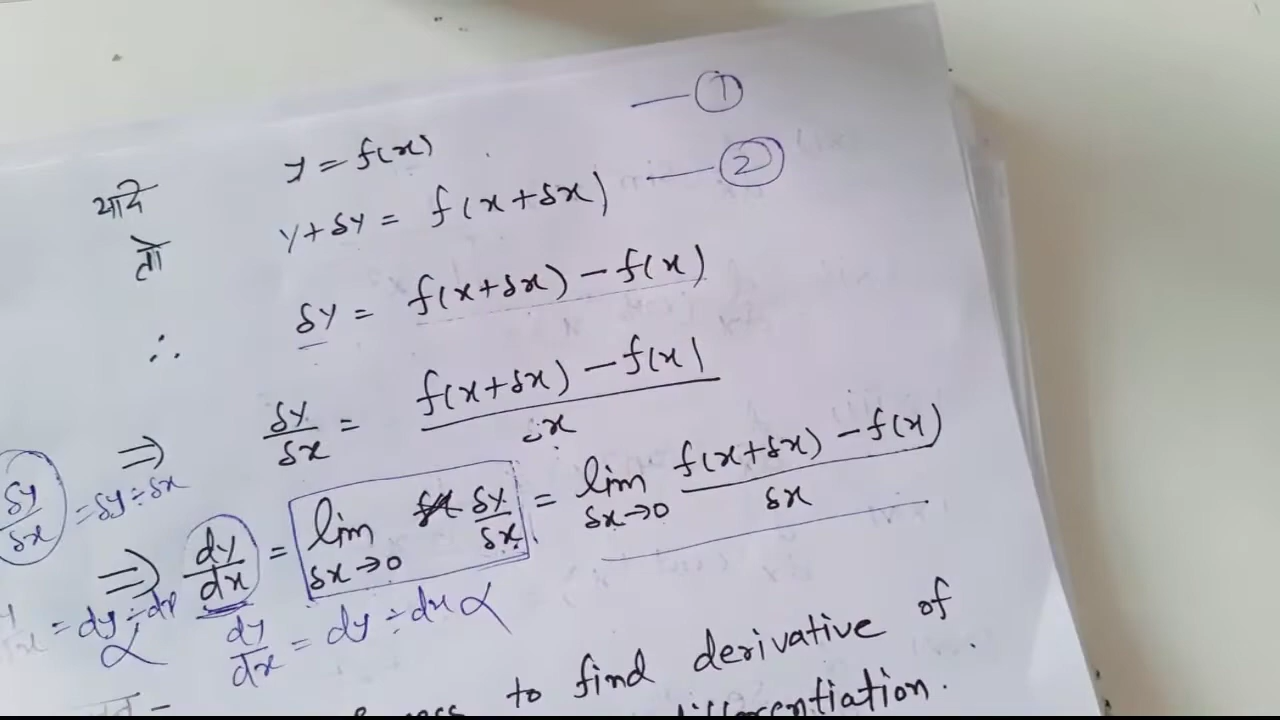 यदि y = f(x) — ①
तो y + δy = f(x+δx) — ②
∴ δy = f(x+δx) - f(x)
⇒ δy/δx = f(x+δx) - f(x) / δx
δy/δx = δy ÷ δx
⇒ dy/dx = lim δx→0 δy/δx = lim δx→0 f(x+δx) - f(x) / δx
= dy ÷ dx
dy/dx = dy ÷ dx
to find derivative of
differentiation.